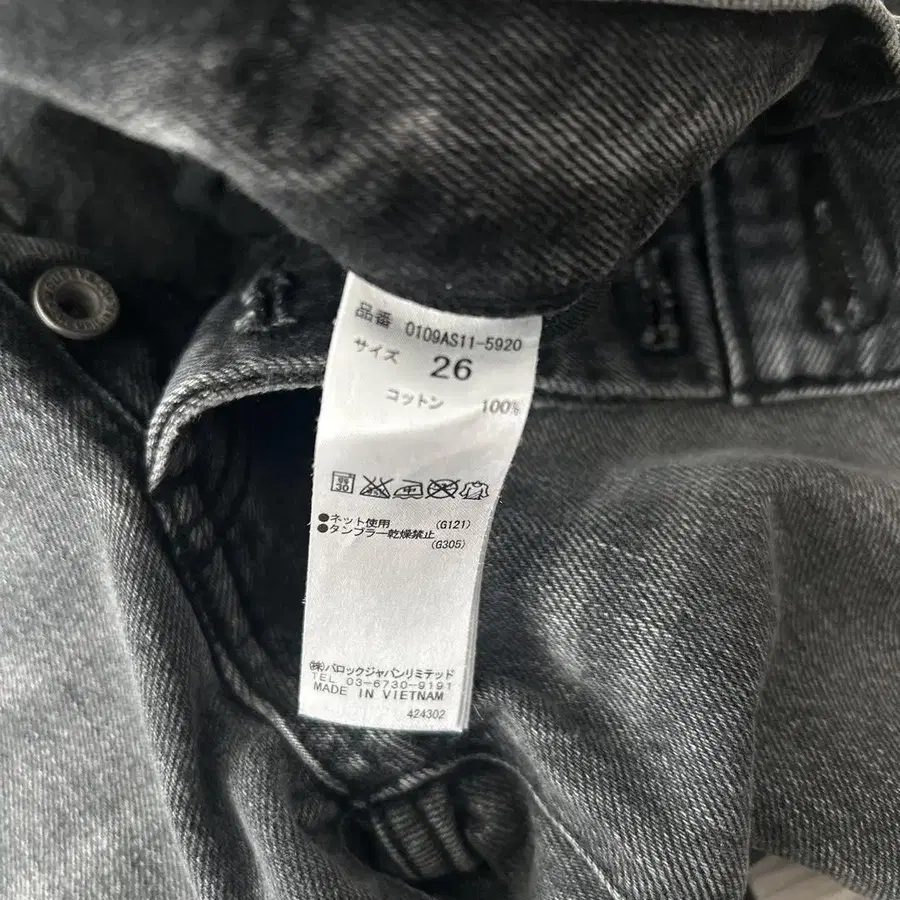 品番 0109AS11-5920
サイズ 26
コットン 100%
●ネット使用 (G121)
●タンブラー乾燥禁止 (G305)
(株)バロックジャパンリミテッド
TEL 03-6730-9191
MADE IN VIETNAM
424302